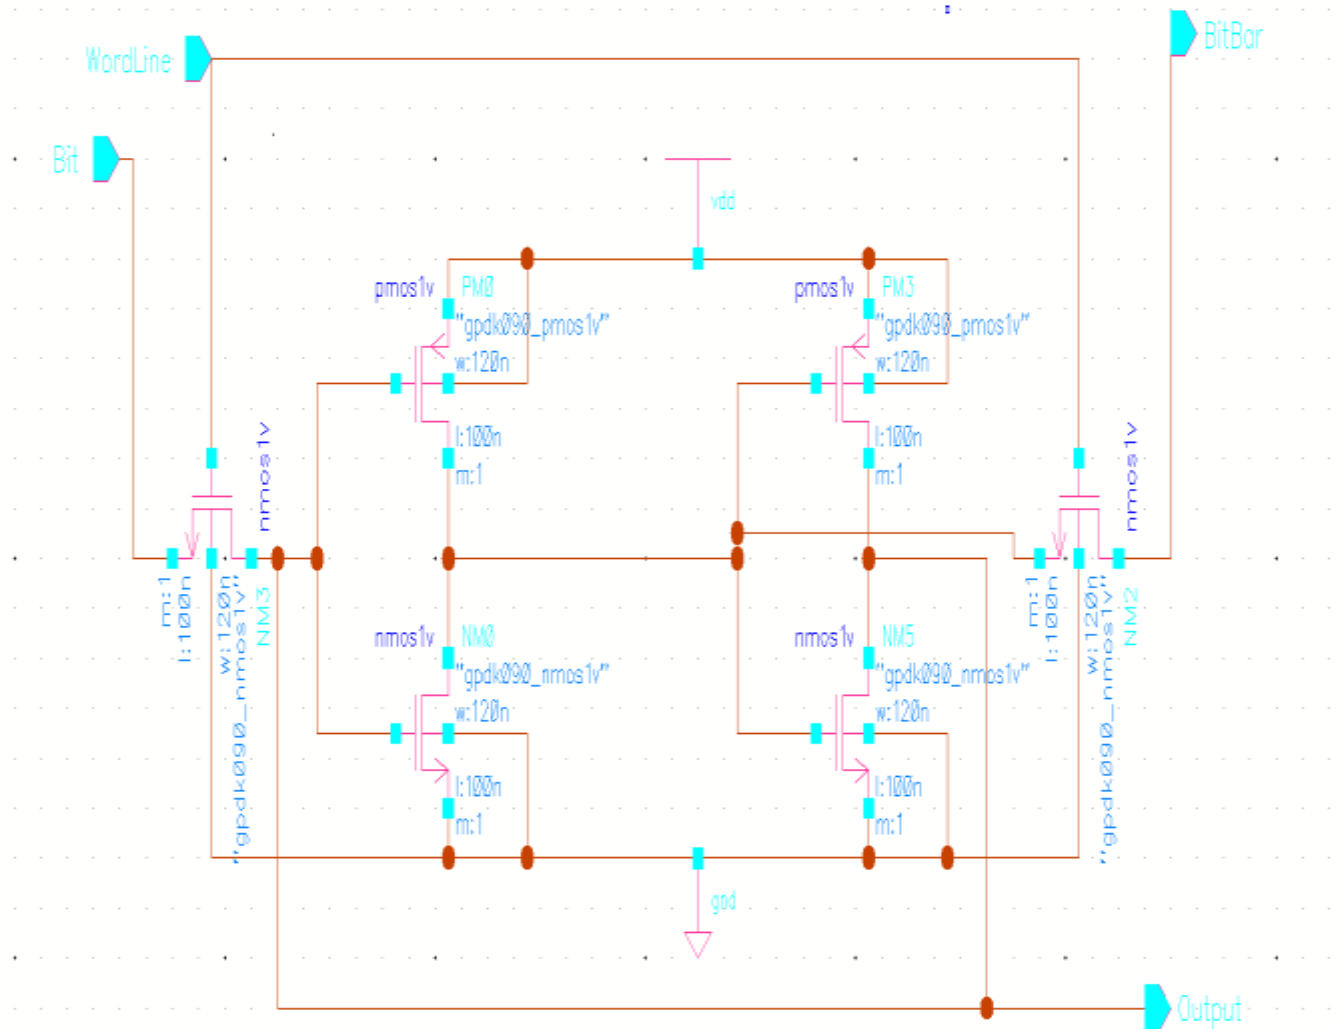 WordLine
BitBar
Bit
vdd
pmos1v PM0
"gpdk090_pmos1v"
w:120n
l:100n
m:1
pmos1v PM3
"gpdk090_pmos1v"
w:120n
l:100n
m:1
nmos1v
m:1
l:100n
w:120n
"gpdk090_nmos1v"
NM3
nmos1v NM0
"gpdk090_nmos1v"
w:120n
l:100n
m:1
nmos1v NM5
"gpdk090_nmos1v"
w:120n
l:100n
m:1
nmos1v
m:1
l:100n
w:120n
"gpdk090_nmos1v"
NM2
gnd
Output